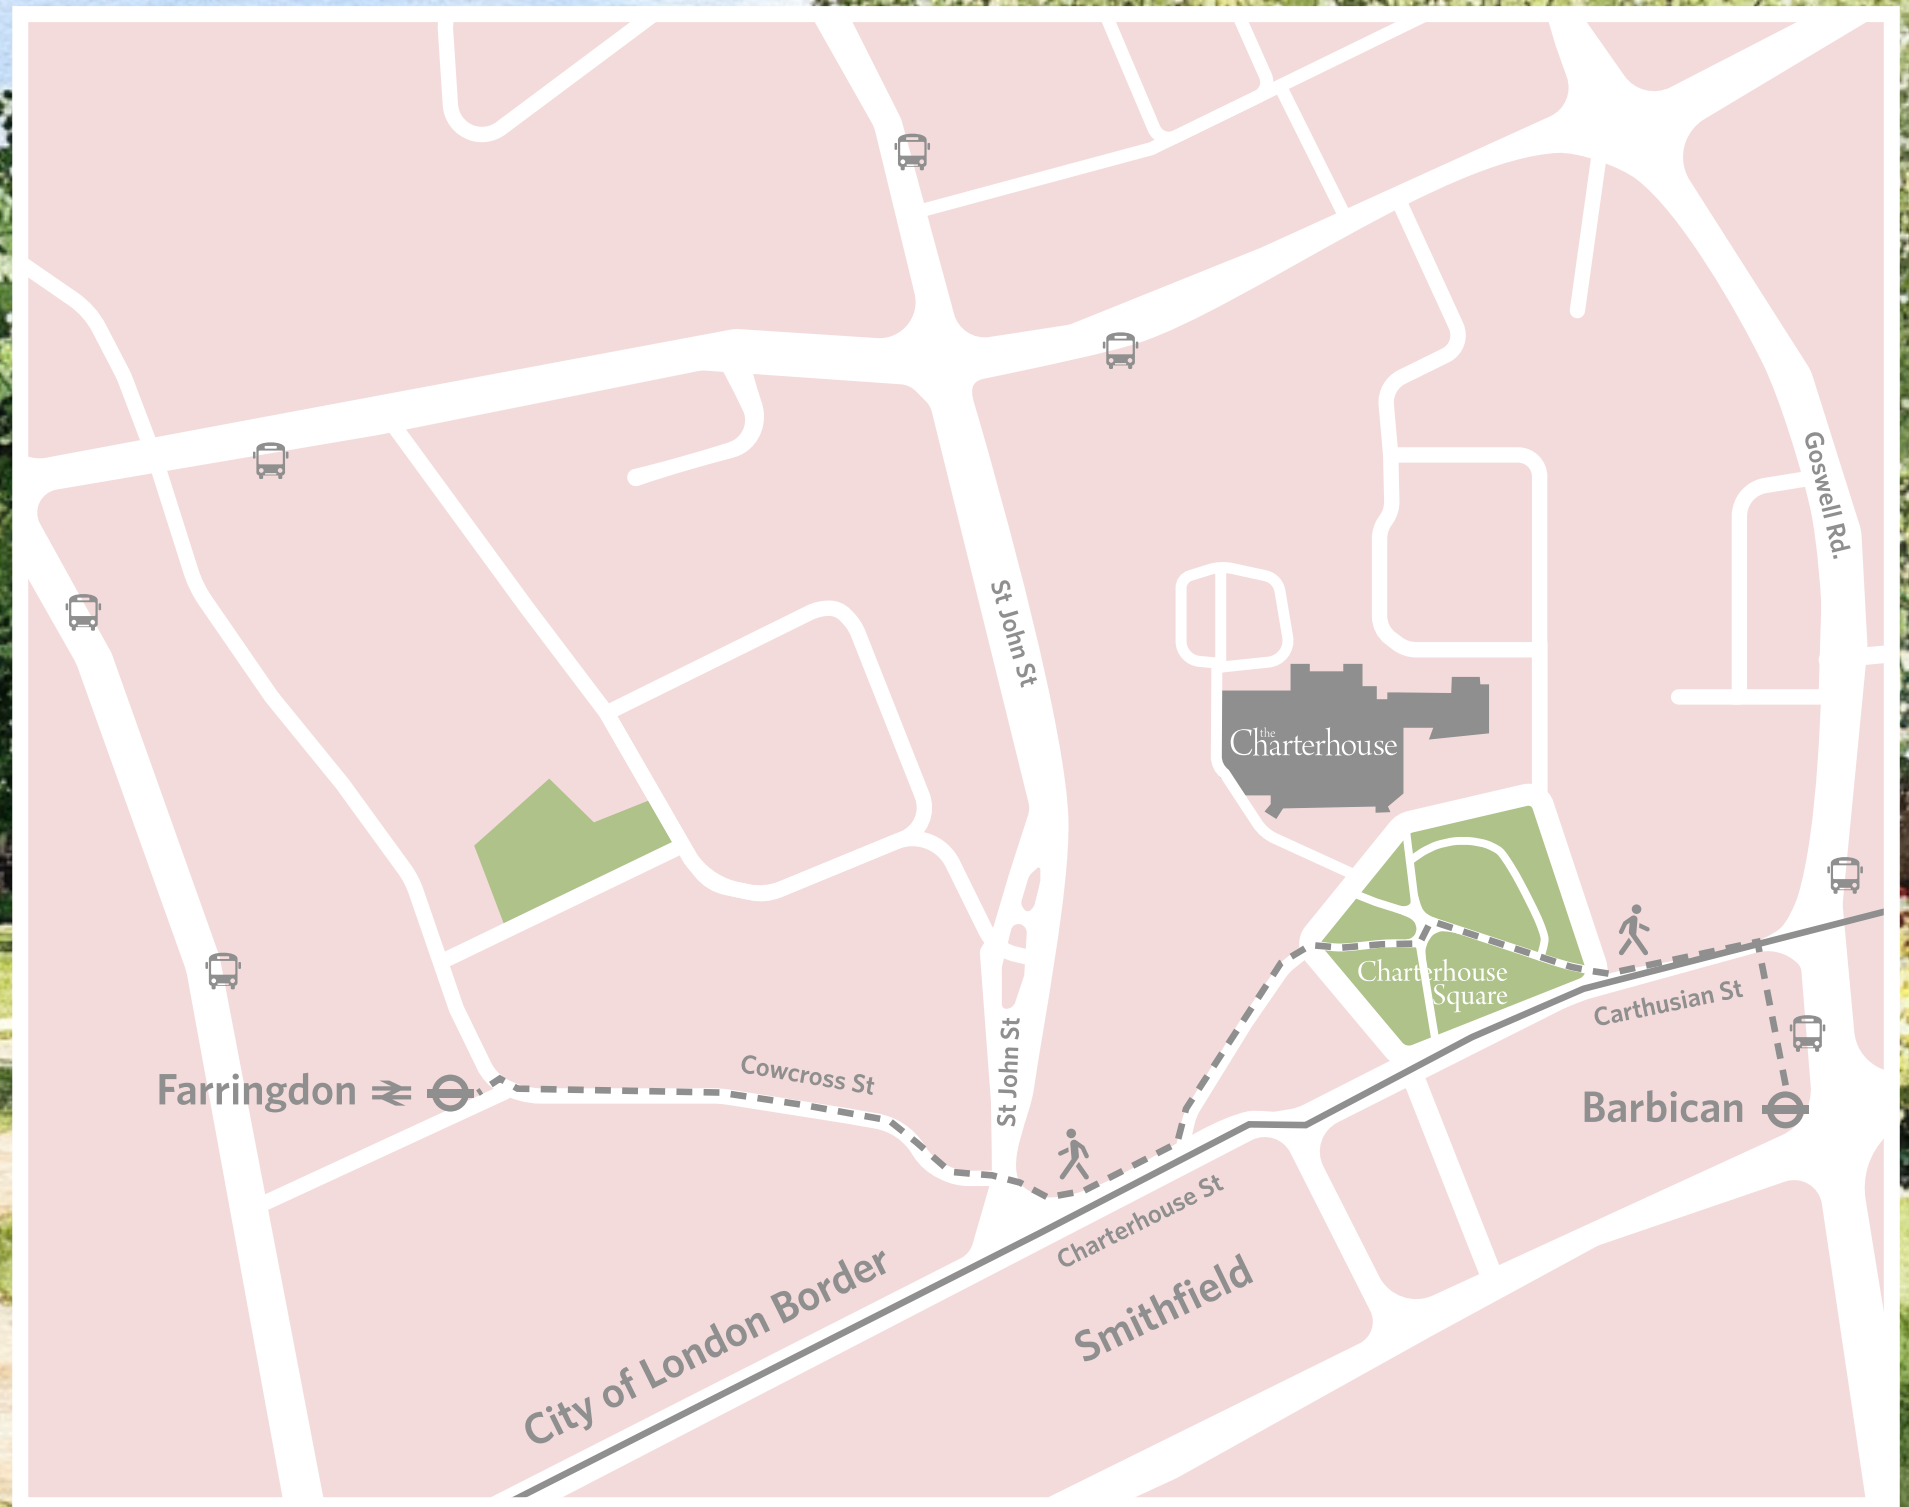 Goswell Rd.
St John St
the
Charterhouse
Charterhouse
Square
Carthusian St
St John St
Cowcross St
Farringdon
Barbican
Charterhouse St
City of London Border
Smithfield